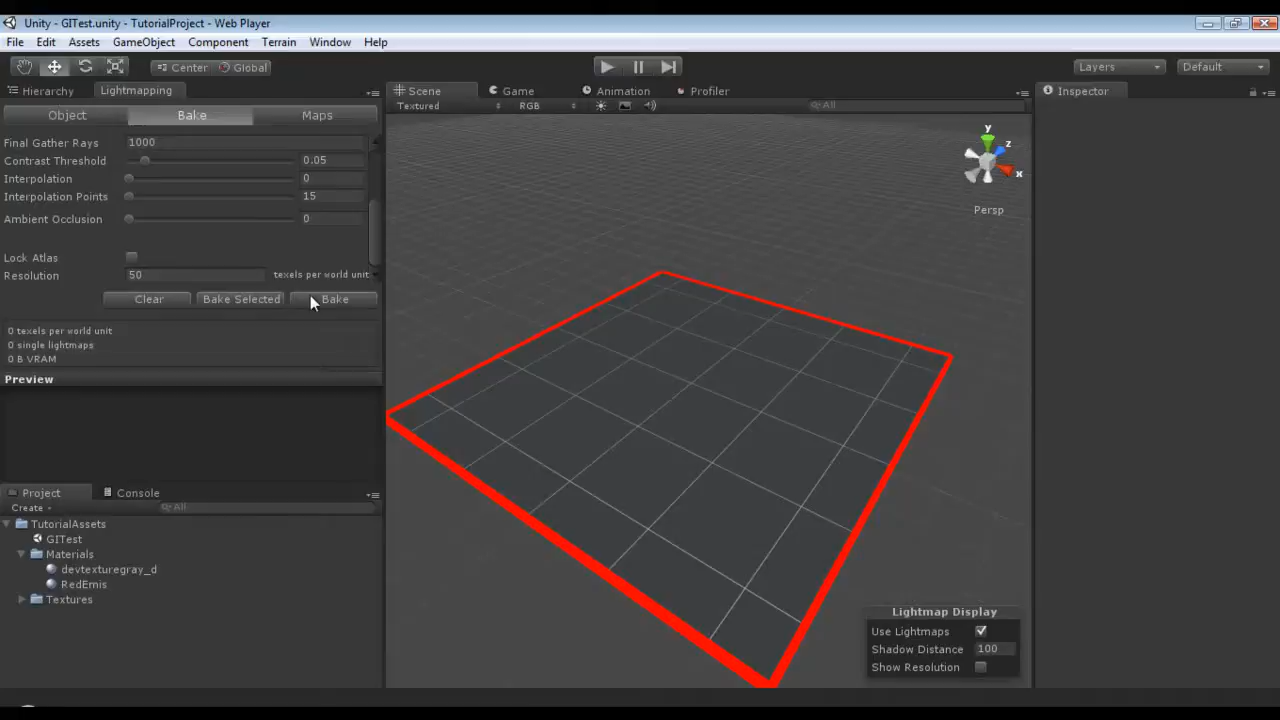 Unity - GITest.unity - TutorialProject - Web Player
File Edit Assets GameObject Component Terrain Window Help
Center Global Layers Default
Hierarchy Lightmapping Scene Game Animation Profiler Inspector
Textured RGB All
Object Bake Maps
Final Gather Rays 1000
Contrast Threshold 0.05
Interpolation 0
Interpolation Points 15
Ambient Occlusion 0
Lock Atlas
Resolution 50 texels per world unit
Clear Bake Selected Bake
0 texels per world unit
0 single lightmaps
0 B VRAM
Preview
y
z
x
Persp
Project Console
Create All
TutorialAssets
GITest
Materials
devtexturegray_d
RedEmis
Textures
Lightmap Display
Use Lightmaps
Shadow Distance 100
Show Resolution